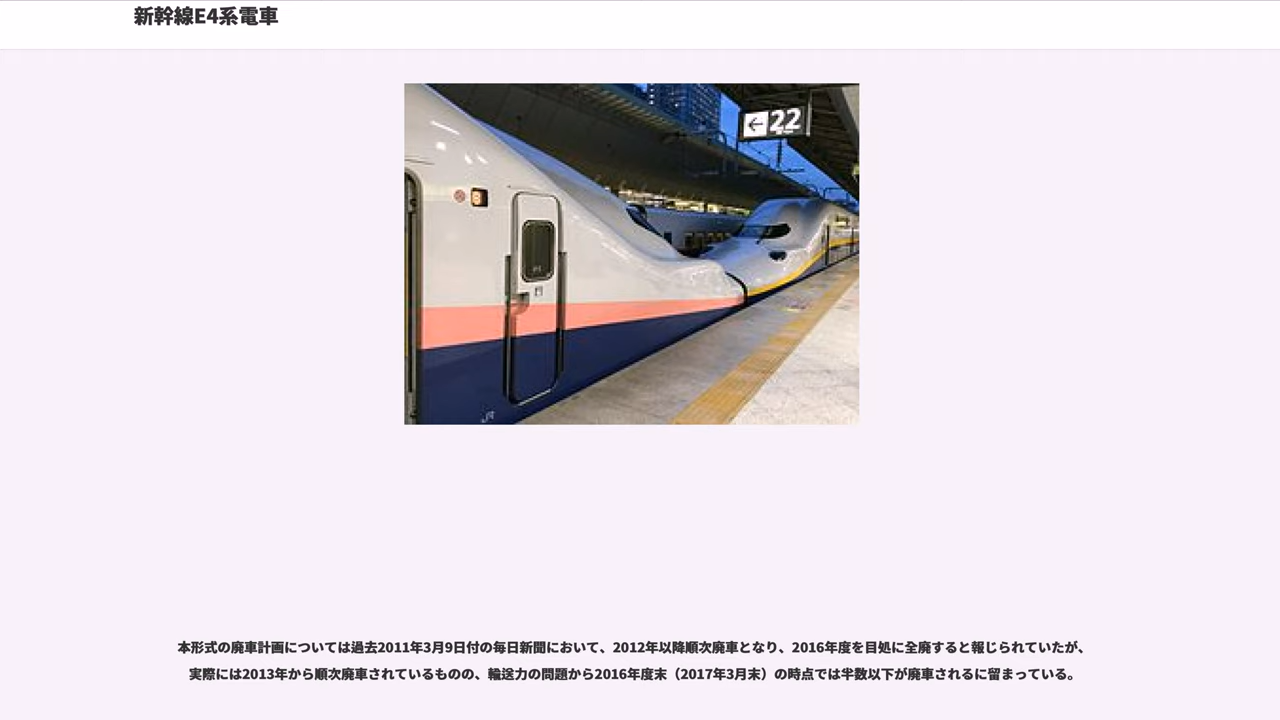 新幹線E4系電車
22
JR
本形式の廃車計画については過去2011年3月9日付の毎日新聞において、2012年以降順次廃車となり、2016年度を目処に全廃すると報じられていたが、
実際には2013年から順次廃車されているものの、輸送力の問題から2016年度末（2017年3月末）の時点では半数以下が廃車されるに留まっている。